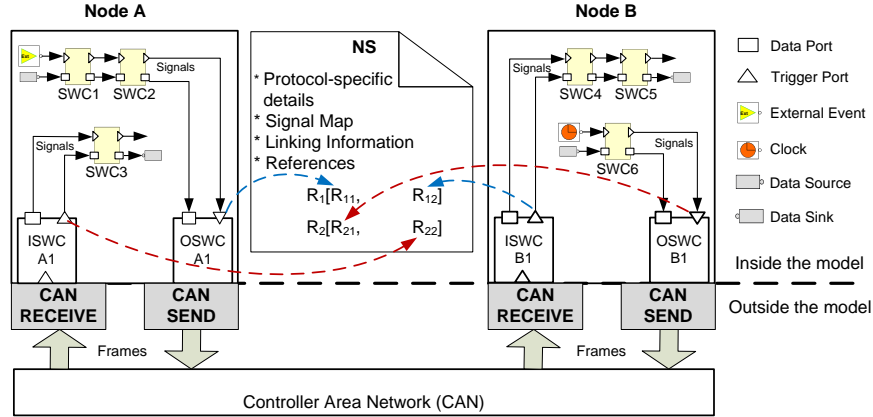 Node A
Node B
Ext
SWC1
SWC2
Signals
Signals
SWC3
ISWC
A1
OSWC
A1
CAN
RECEIVE
CAN
SEND
Frames
NS
* Protocol-specific
details
* Signal Map
* Linking Information
* References
R1[R11, R12]
R2[R21, R22]
Signals
SWC4
SWC5
Signals
SWC6
ISWC
B1
OSWC
B1
CAN
RECEIVE
CAN
SEND
Frames
Data Port
Trigger Port
Ext
External Event
Clock
Data Source
Data Sink
Inside the model
Outside the model
Controller Area Network (CAN)